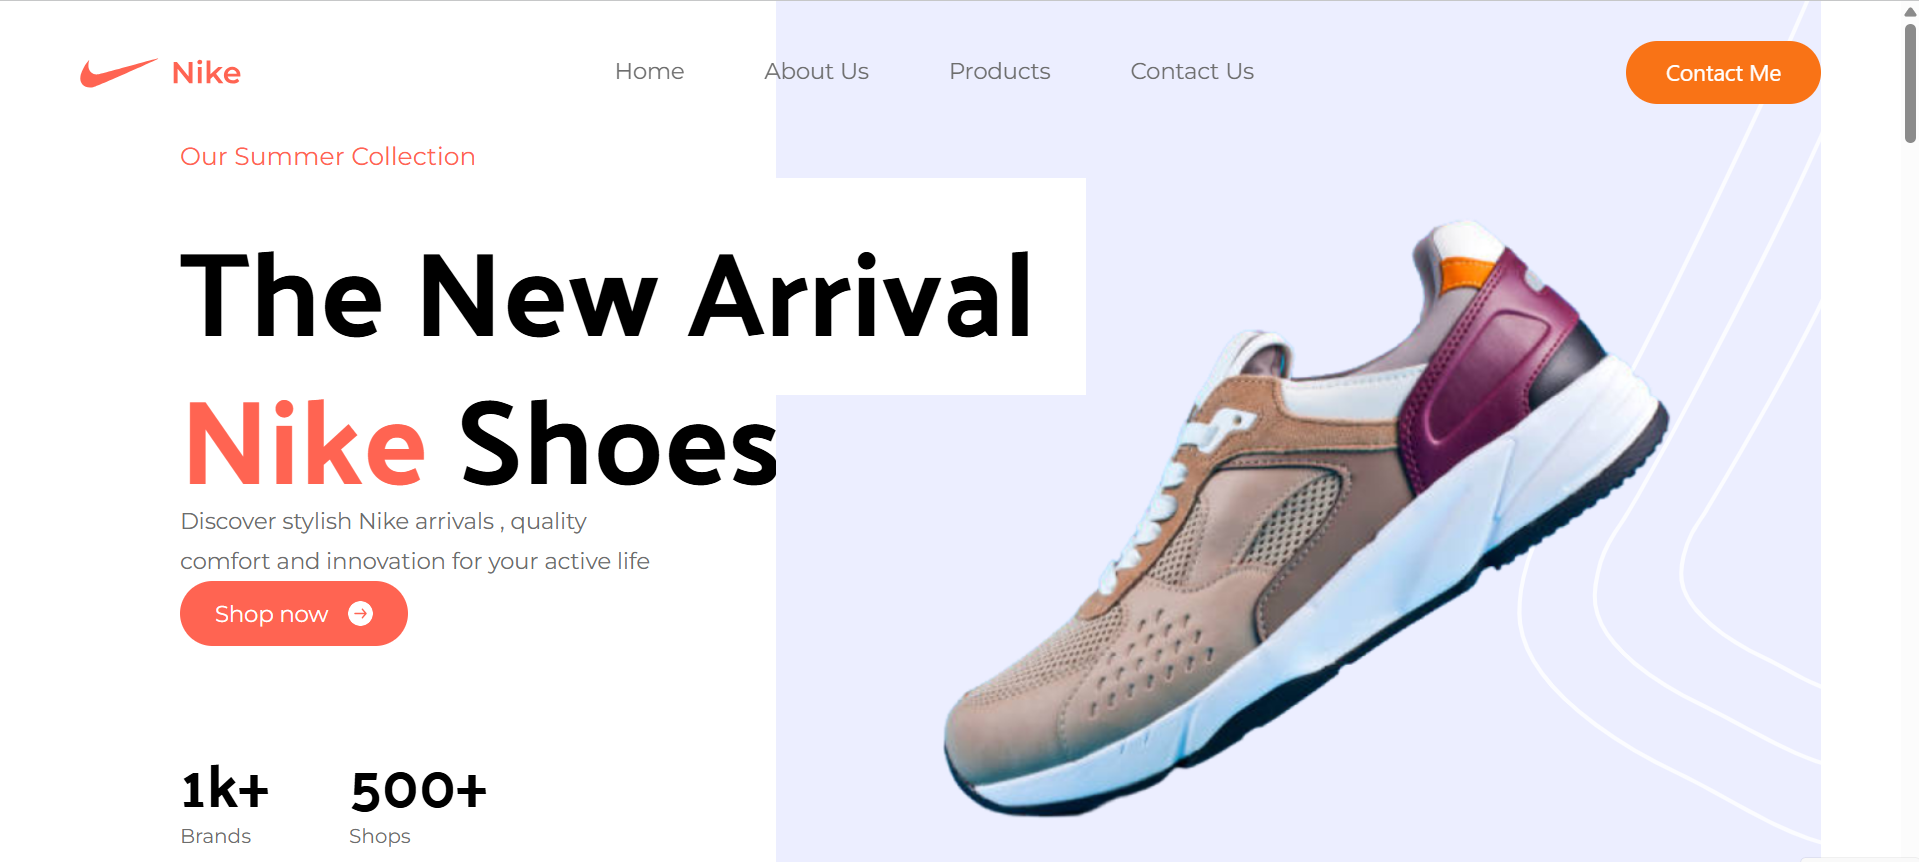 Nike
Home About Us Products Contact Us
Contact Me
Our Summer Collection
The New Arrival
Nike Shoes
Discover stylish Nike arrivals , quality
comfort and innovation for your active life
Shop now
1k+ 500+
Brands Shops